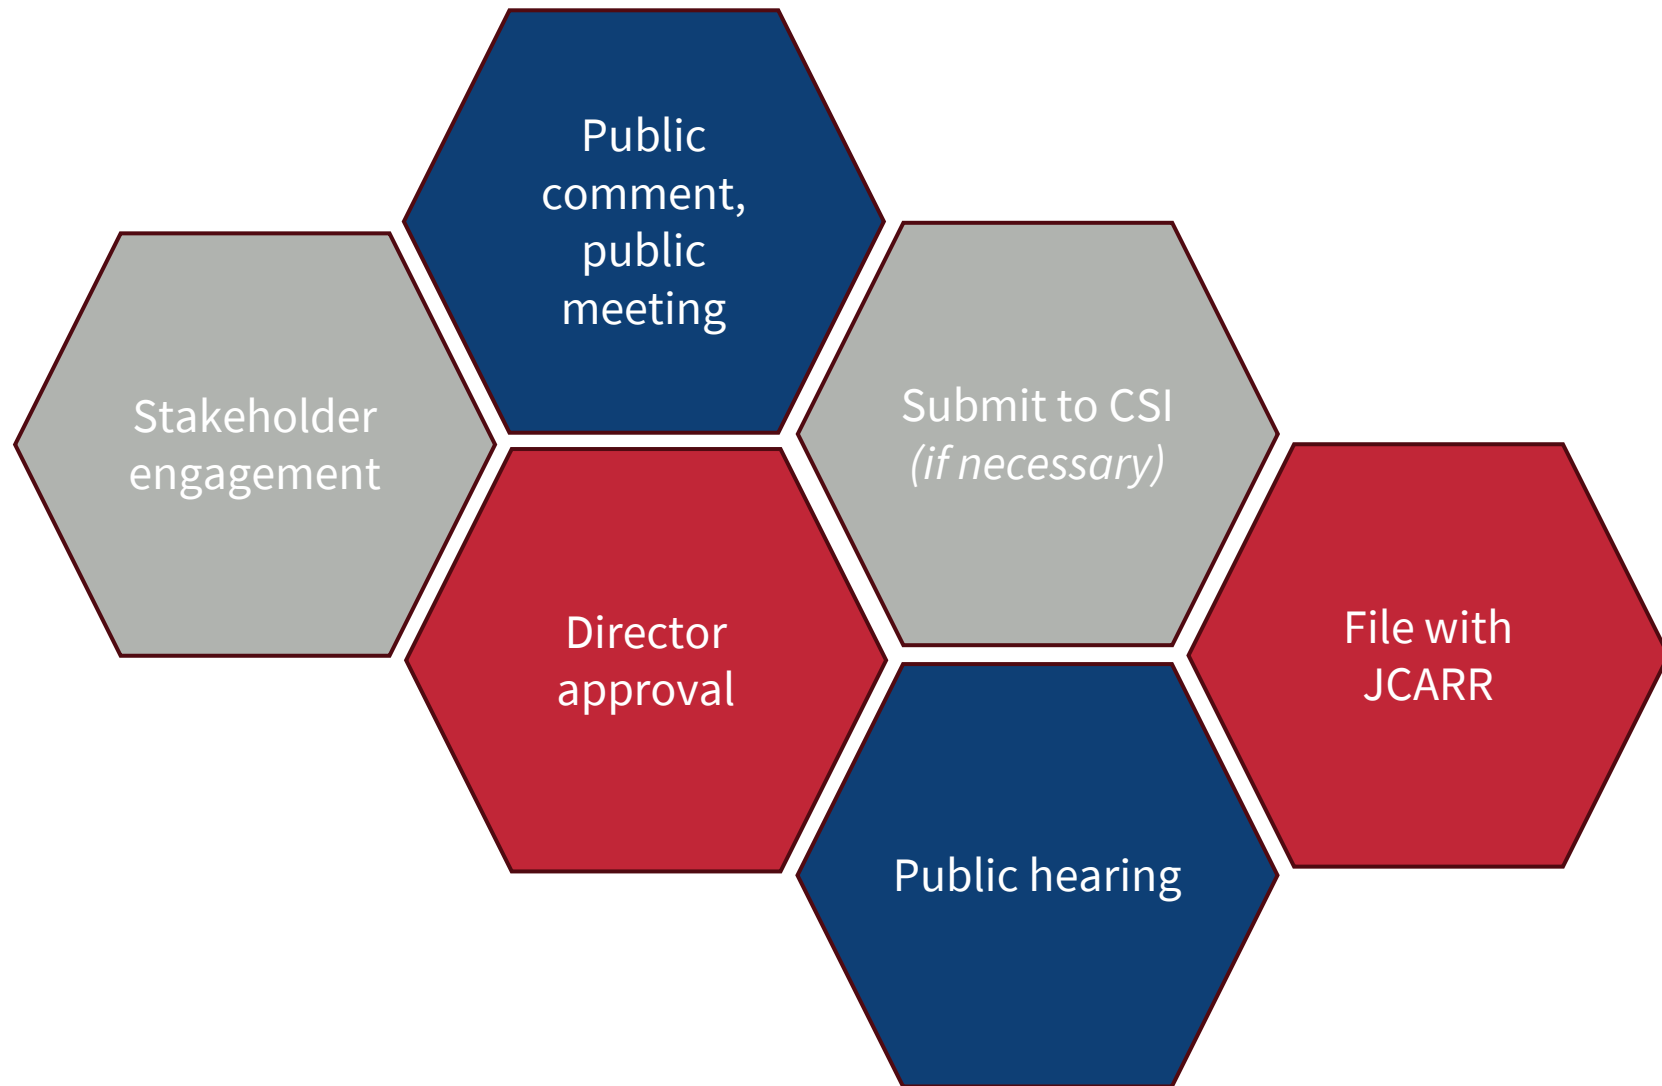 Public
comment,
public
meeting
Stakeholder
engagement
Submit to CSI
(if necessary)
Director
approval
File with
JCARR
Public hearing